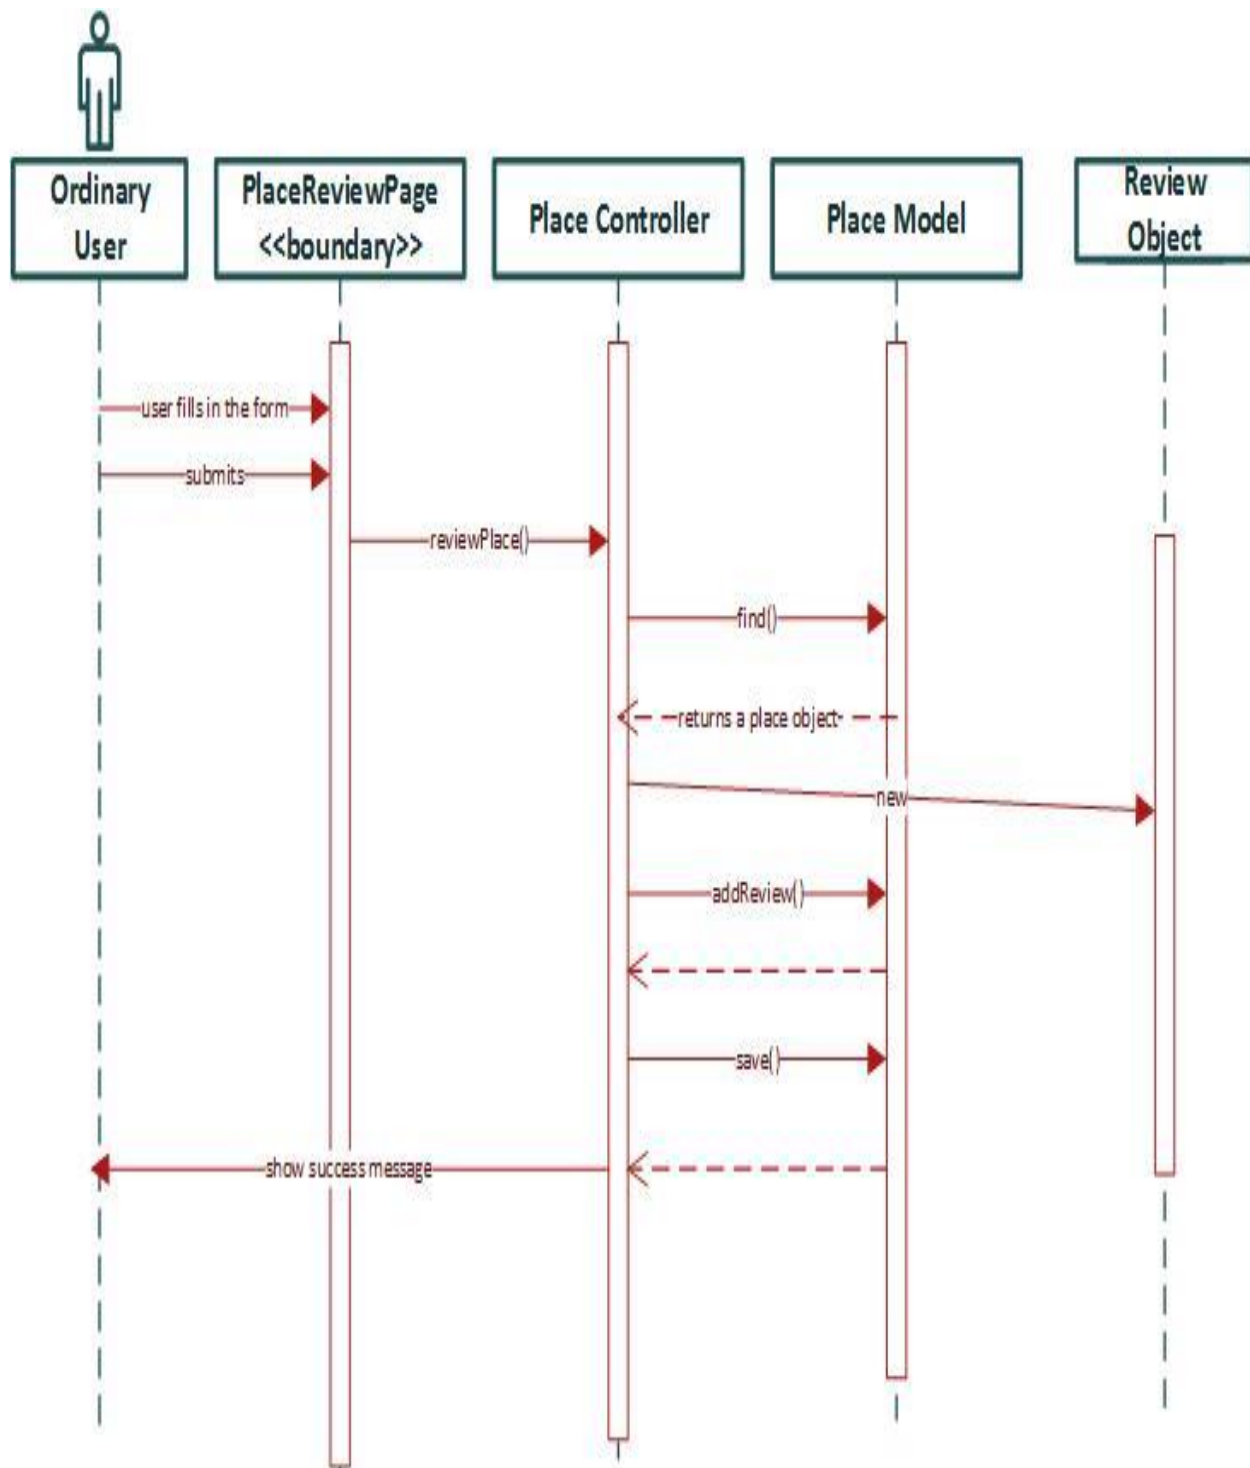 Ordinary
User
PlaceReviewPage
<<boundary>>
Place Controller
Place Model
Review
Object
user fills in the form
submits
reviewPlace()
find()
returns a place object
new
addReview()
save()
show success message